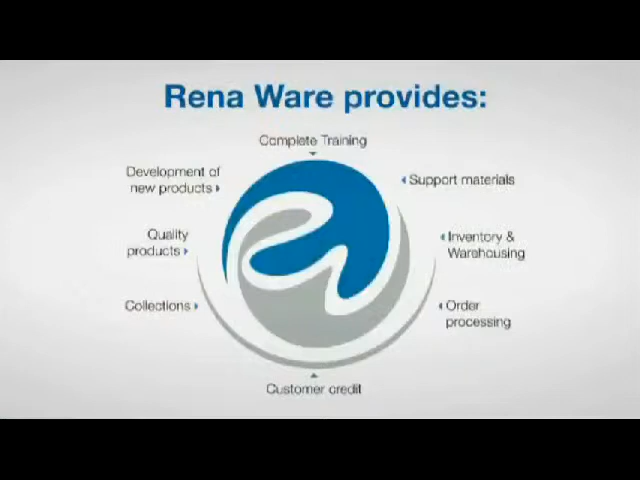 Rena Ware provides:
Complete Training
Development of
new products
Support materials
Quality
products
Inventory &
Warehousing
Collections
Order
processing
Customer credit